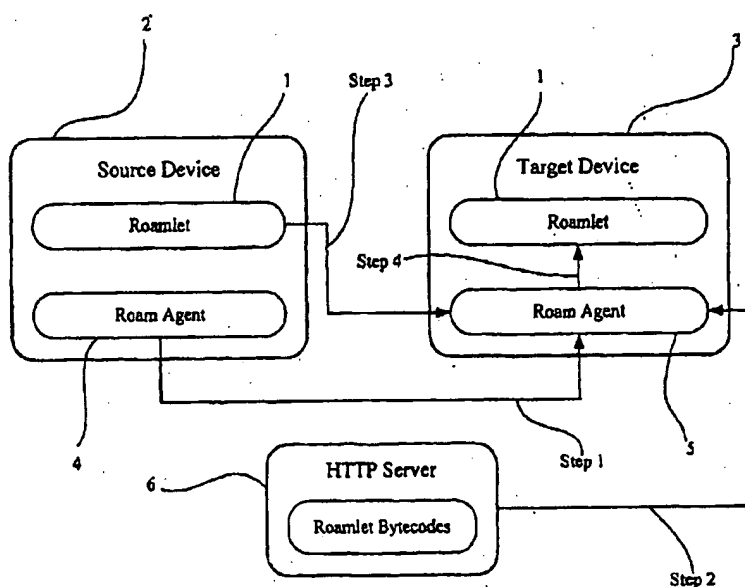 2
3
1
Step 3
1
Source Device
Target Device
Roamlet
Roamlet
Step 4
Roam Agent
Roam Agent
4
Step 1
5
6
HTTP Server
Roamlet Bytecodes
Step 2